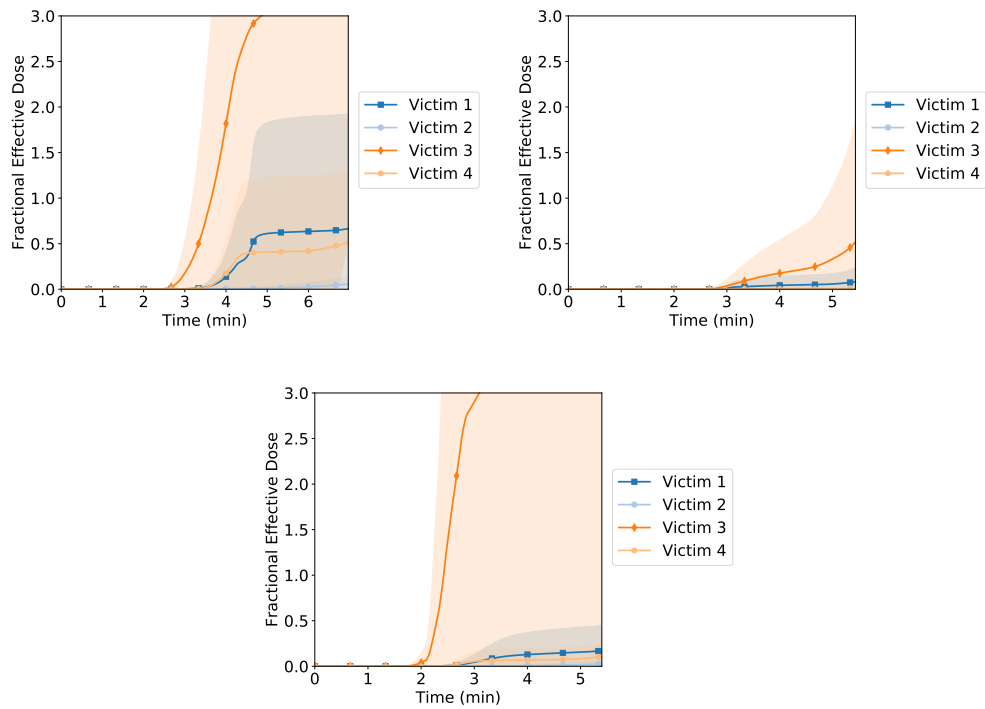 3.0
2.5
2.0
1.5
1.0
0.5
0.0
Fractional Effective Dose
0 1 2 3 4 5 6
Time (min)
Victim 1
Victim 2
Victim 3
Victim 4
3.0
2.5
2.0
1.5
1.0
0.5
0.0
Fractional Effective Dose
0 1 2 3 4 5
Time (min)
Victim 1
Victim 2
Victim 3
Victim 4
3.0
2.5
2.0
1.5
1.0
0.5
0.0
Fractional Effective Dose
0 1 2 3 4 5
Time (min)
Victim 1
Victim 2
Victim 3
Victim 4